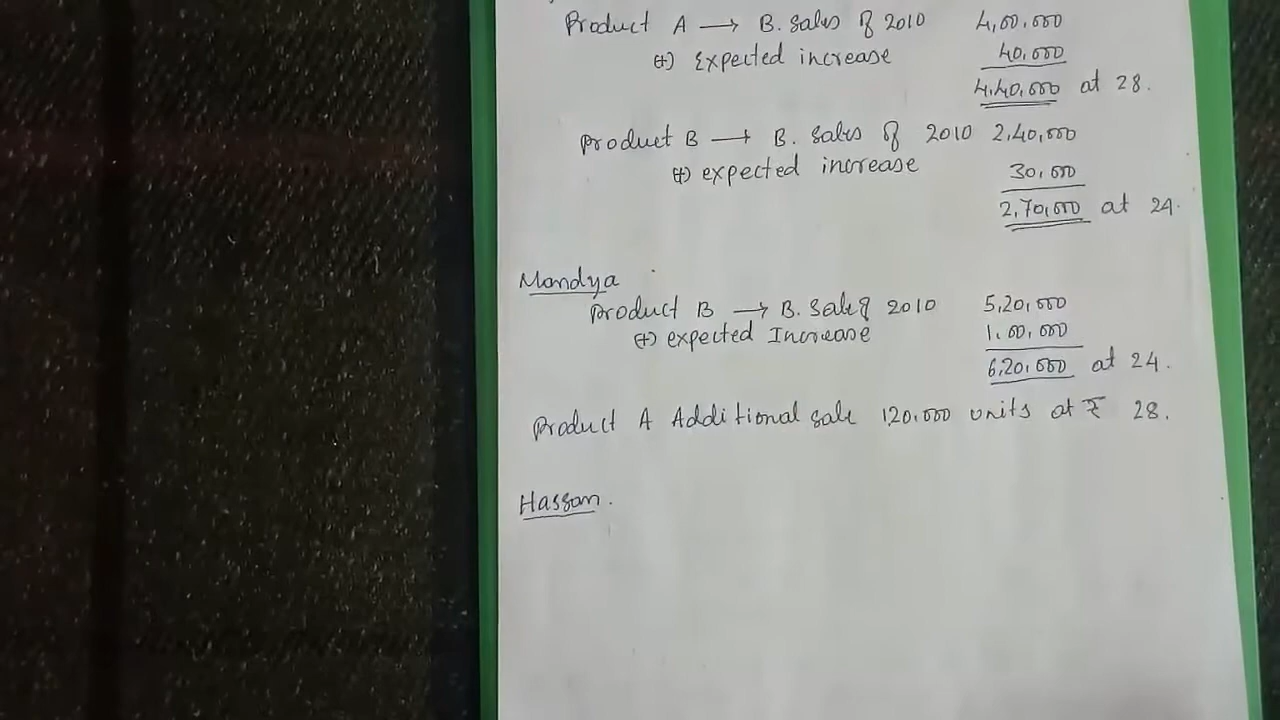 Product A → B. sales of 2010 4,00,000
(+) Expected increase 40,000
4,40,000 at 28.
Product B → B. sales of 2010 2,40,000
(+) expected increase 30,000
2,70,000 at 24.
Mandya
Product B → B. sale of 2010 5,20,000
(+) expected Increase 1,00,000
6,20,000 at 24.
Product A Additional sale 1,20,000 units at ₹ 28.
Hassan.